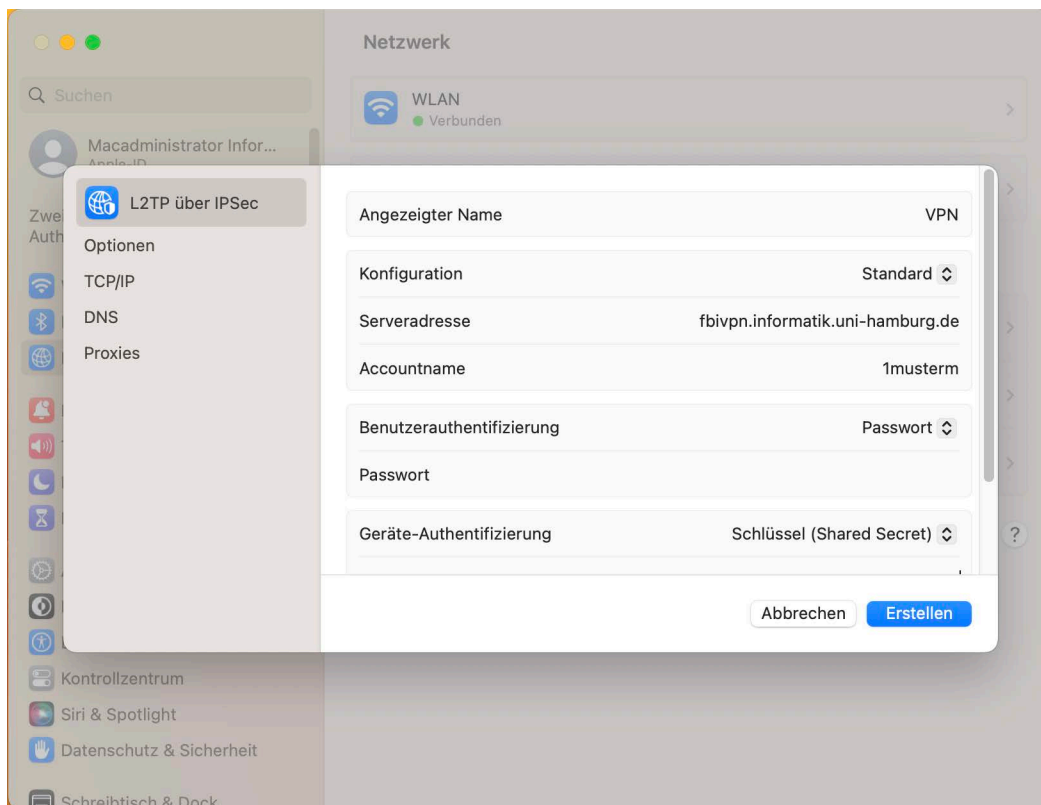 Netzwerk
Suchen
WLAN
Verbunden
Macadministrator Infor...
Apple-ID
Zwei
Auth
L2TP über IPSec
Optionen
TCP/IP
DNS
Proxies
Angezeigter Name VPN
Konfiguration Standard
Serveradresse fbivpn.informatik.uni-hamburg.de
Accountname 1musterm
Benutzerauthentifizierung Passwort
Passwort
Geräte-Authentifizierung Schlüssel (Shared Secret)
?
Abbrechen Erstellen
Kontrollzentrum
Siri & Spotlight
Datenschutz & Sicherheit
Schreibtisch & Dock